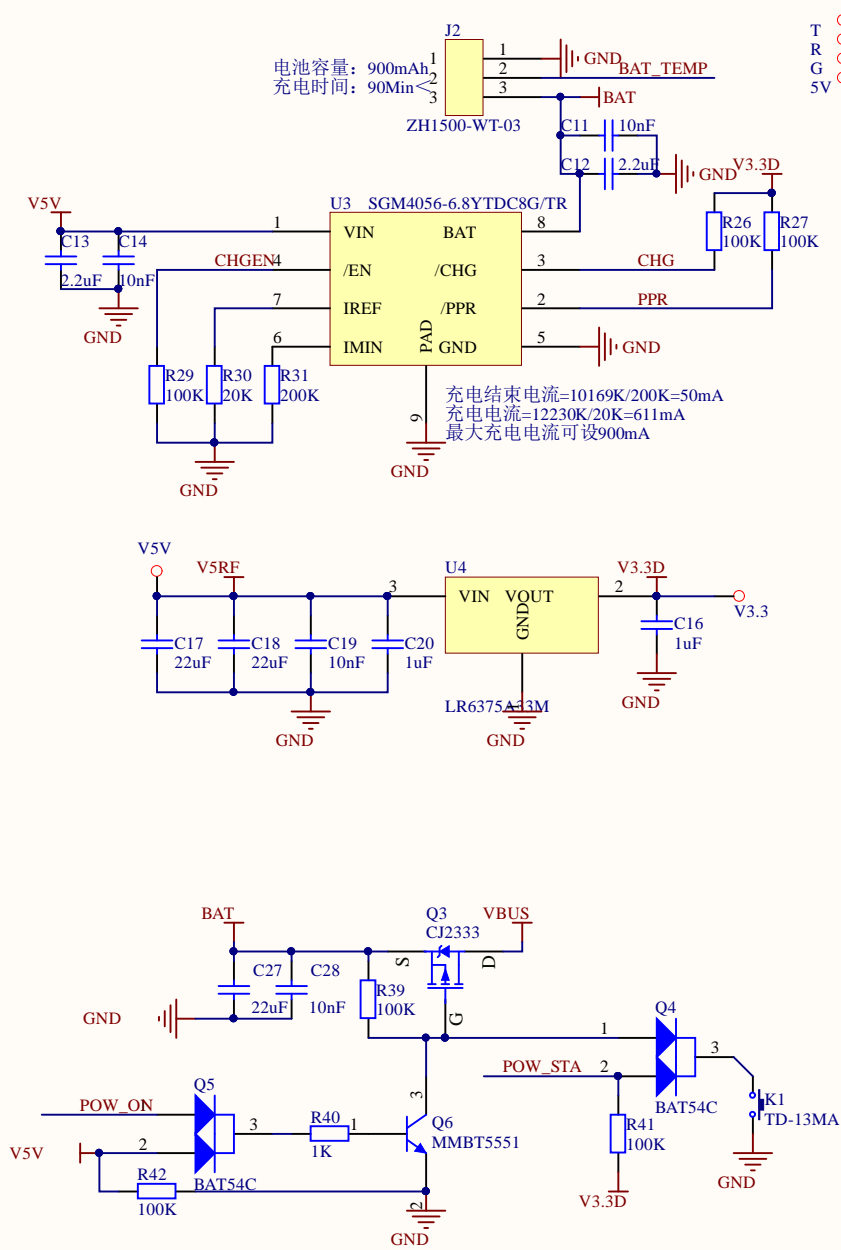 J2
T
R
G
5V
电池容量：900mAh
充电时间：90Min
1
2
3
1
2
3
GND
BAT_TEMP
BAT
ZH1500-WT-03
C11
10nF
C12
2.2uF
GND
V3.3D
V5V
U3
SGM4056-6.8YTDC8G/TR
C13
2.2uF
C14
10nF
GND
1
VIN
BAT
8
CHGEN
4
/EN
/CHG
3
CHG
7
IREF
/PPR
2
PPR
6
IMIN
GND
5
GND
PAD
9
GND
R26
100K
R27
100K
R29
100K
R30
20K
R31
200K
GND
充电结束电流=10169K/200K=50mA
充电电流=12230K/20K=611mA
最大充电电流可设900mA
V5V
V5RF
U4
V3.3D
3
VIN
VOUT
GND
2
V3.3
C17
22uF
C18
22uF
C19
10nF
C20
1uF
C16
1uF
GND
LR6375A33M
1
GND
GND
BAT
Q3
CJ2333
VBUS
S
D
G
C27
22uF
C28
10nF
R39
100K
GND
Q4
1
2
3
POW_STA
BAT54C
K1
TD-13MA
GND
R41
100K
V3.3D
POW_ON
1
Q5
V5V
2
3
BAT54C
R40
1K
1
3
Q6
MMBT5551
R42
100K
2
GND